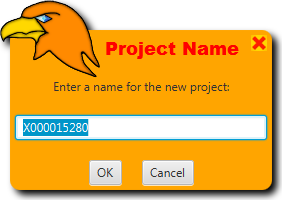 Project Name
Enter a name for the new project:
X000015280
OK
Cancel